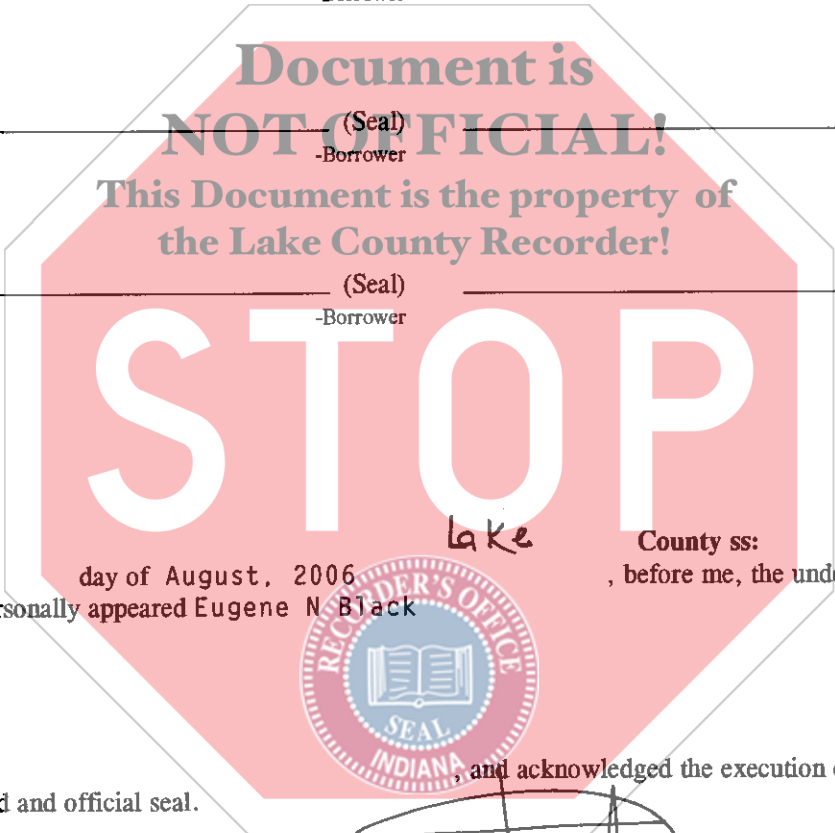 Document is
(Seal)
NOT OFFICIAL!
-Borrower
This Document is the property of
the Lake County Recorder!
(Seal)
-Borrower
STOP
Lake
County ss:
day of August, 2006
, before me, the
sonally appeared Eugene N Black
RECORDER'S OFFICE
SEAL
INDIANA
, and acknowledged the execution
and official seal.